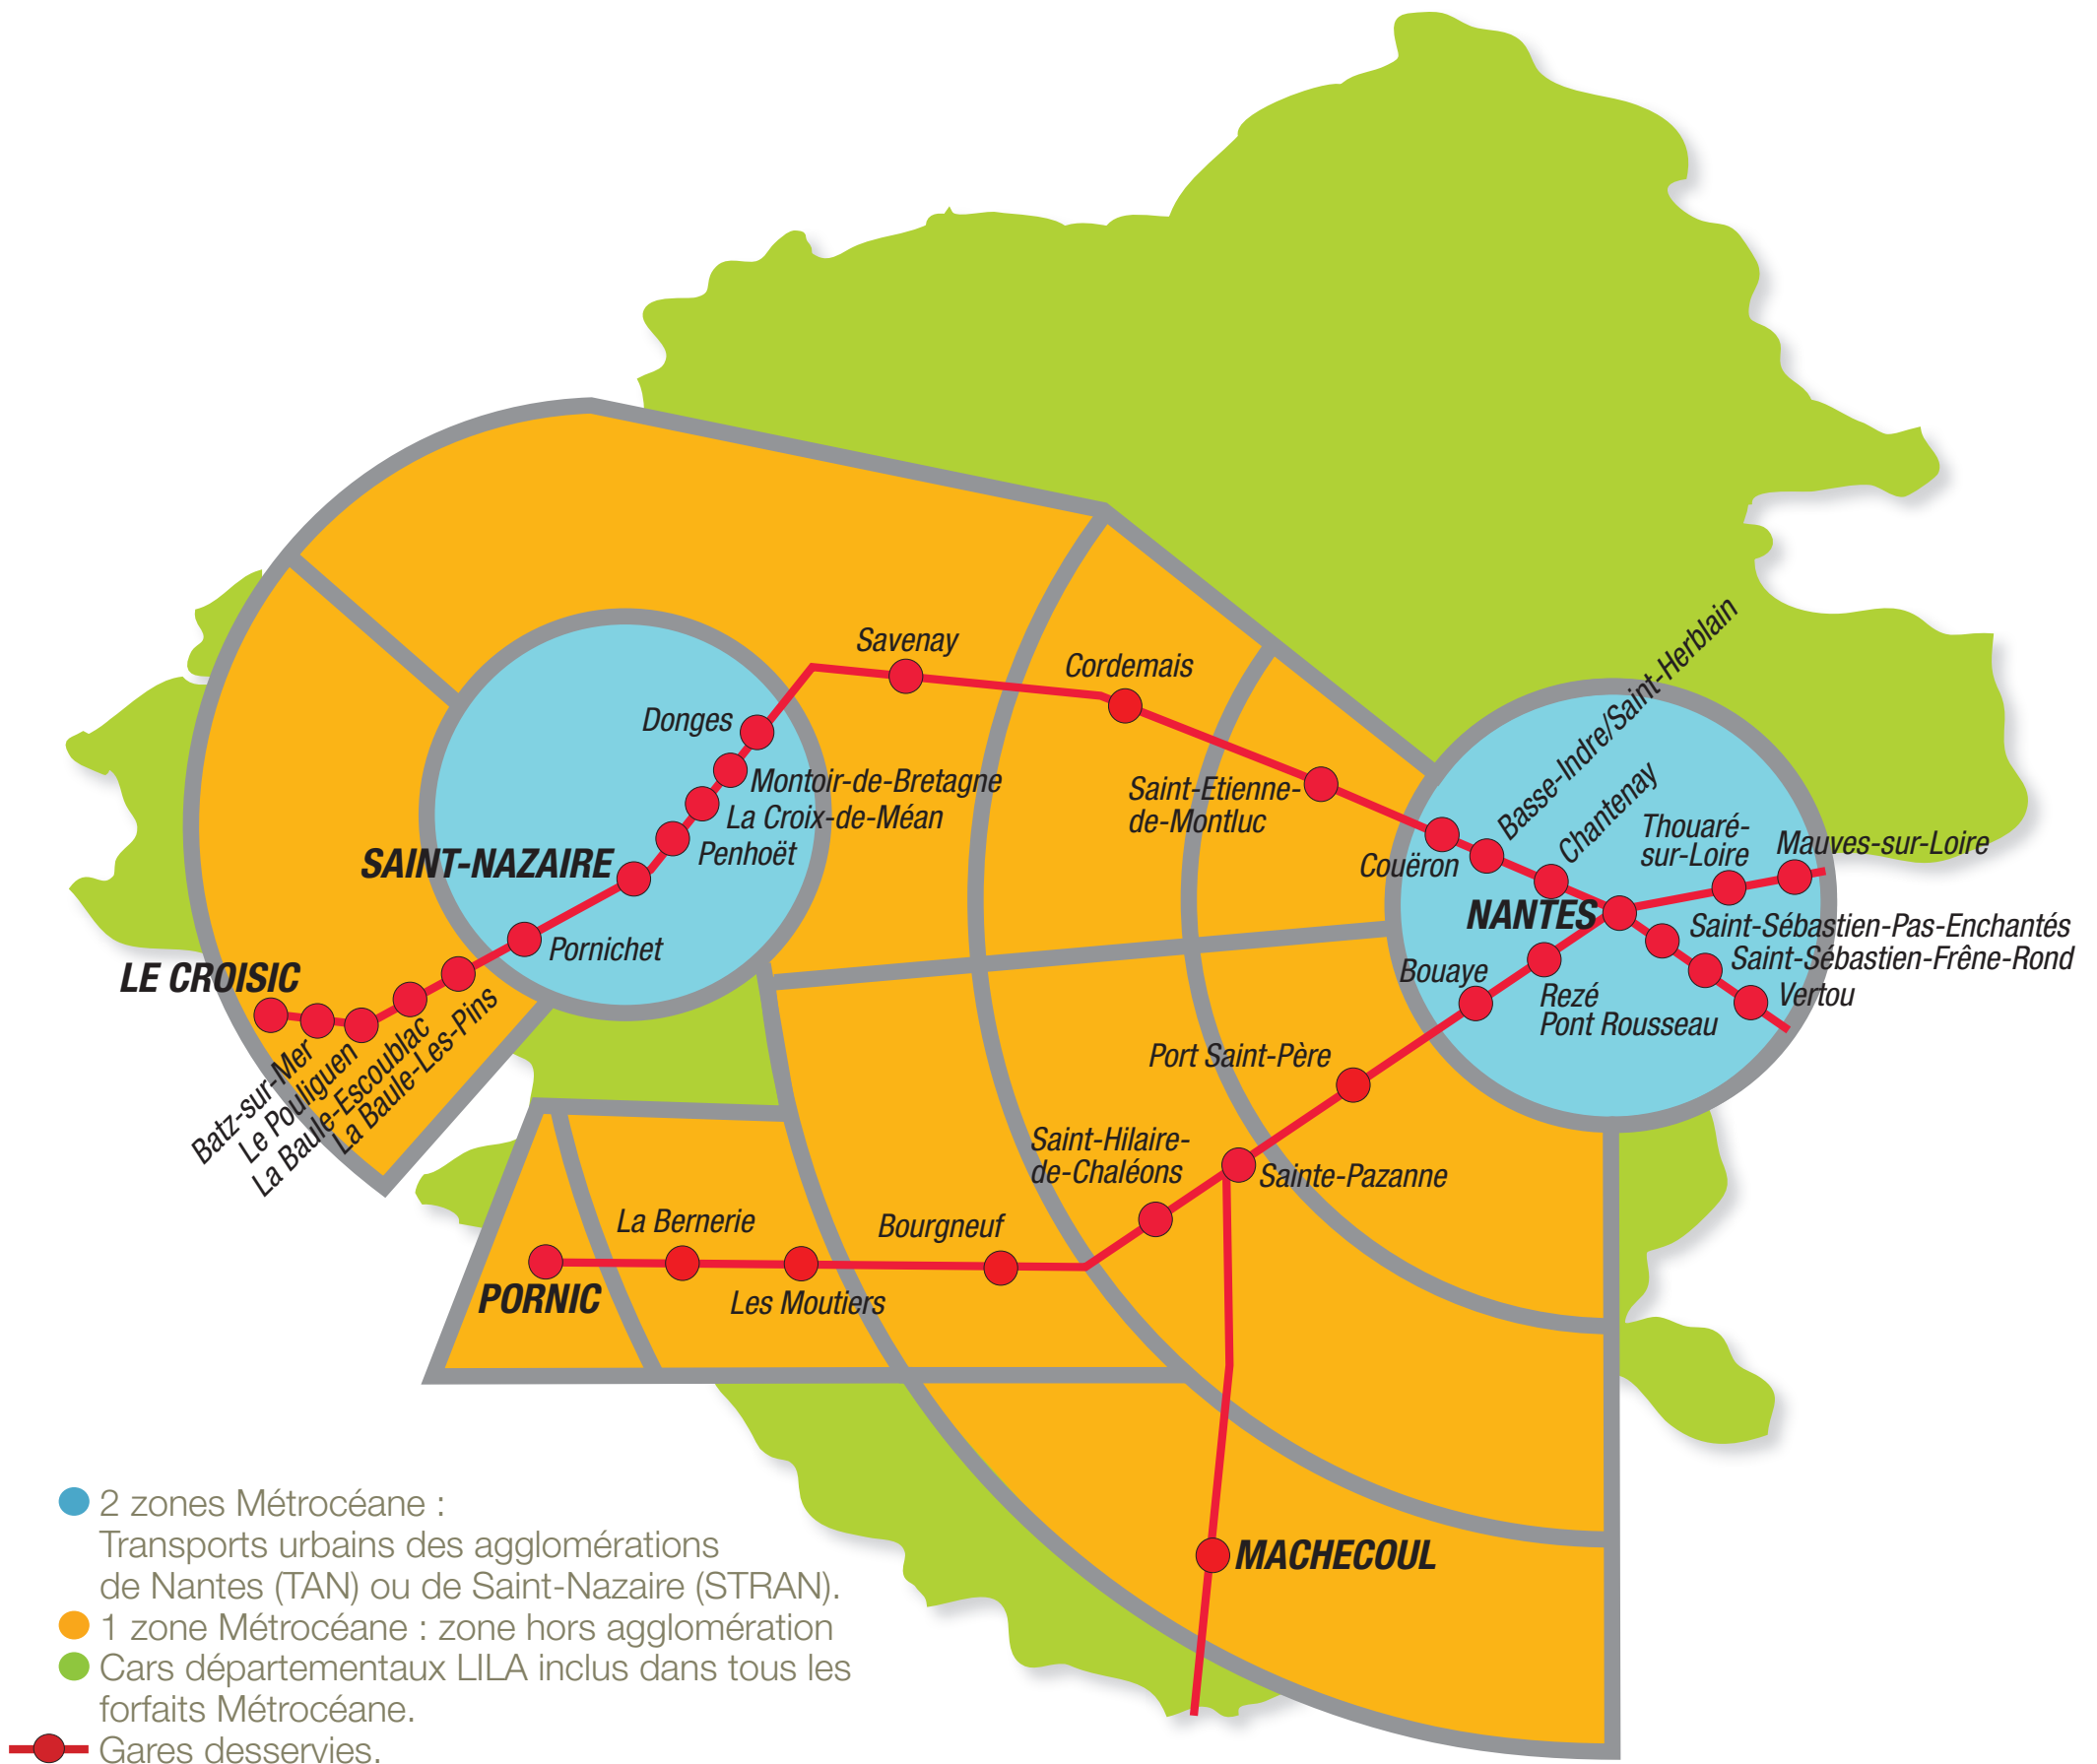 Savenay
Cordemais
Donges
Montoir-de-Bretagne
La Croix-de-Méan
Penhoët
SAINT-NAZAIRE
Pornichet
LE CROISIC
Batz-sur-Mer
Le Pouliguen
La Baule-Escoublac
La Baule-Les-Pins
Saint-Etienne-
de-Montluc
Couëron
Basse-Indre/Saint-Herblain
Chantenay
Thouaré-
sur-Loire
Mauves-sur-Loire
NANTES
Saint-Sébastien-Pas-Enchantés
Saint-Sébastien-Frêne-Rond
Vertou
Bouaye
Rezé
Pont Rousseau
Port Saint-Père
Saint-Hilaire-
de-Chaléons
Sainte-Pazanne
La Bernerie
Bourgneuf
Les Moutiers
PORNIC
MACHECOUL
2 zones Métrocéane :
Transports urbains des agglomérations
de Nantes (TAN) ou de Saint-Nazaire (STRAN).
1 zone Métrocéane : zone hors agglomération
Cars départementaux LILA inclus dans tous les
forfaits Métrocéane.
Gares desservies.